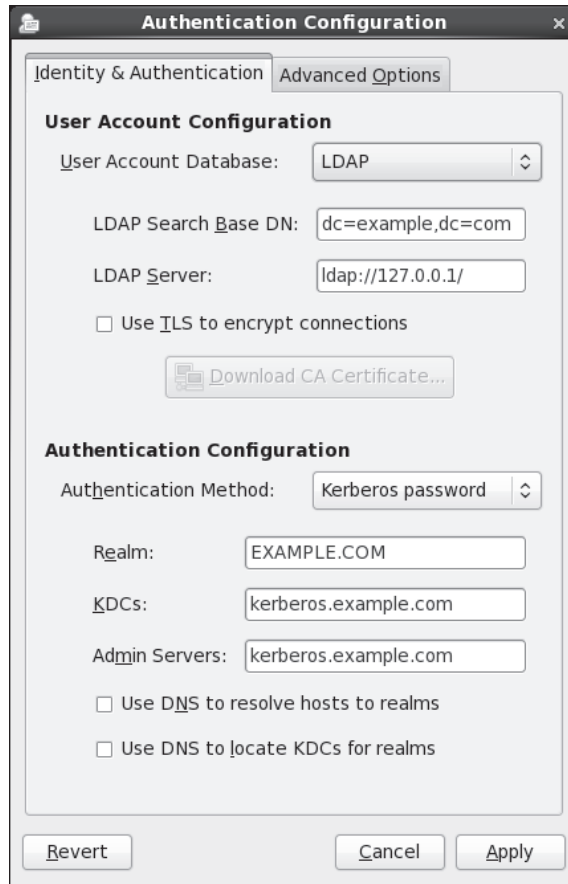 Authentication Configuration
Identity & Authentication
Advanced Options
User Account Configuration
User Account Database: LDAP
LDAP Search Base DN: dc=example,dc=com
LDAP Server: ldap://127.0.0.1/
Use TLS to encrypt connections
Download CA Certificate...
Authentication Configuration
Authentication Method: Kerberos password
Realm: EXAMPLE.COM
KDCs: kerberos.example.com
Admin Servers: kerberos.example.com
Use DNS to resolve hosts to realms
Use DNS to locate KDCs for realms
Revert
Cancel
Apply